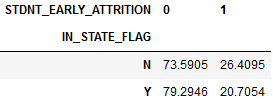 STDNT_EARLY_ATTRITION 0 1
IN_STATE_FLAG
N 73.5905 26.4095
Y 79.2946 20.7054